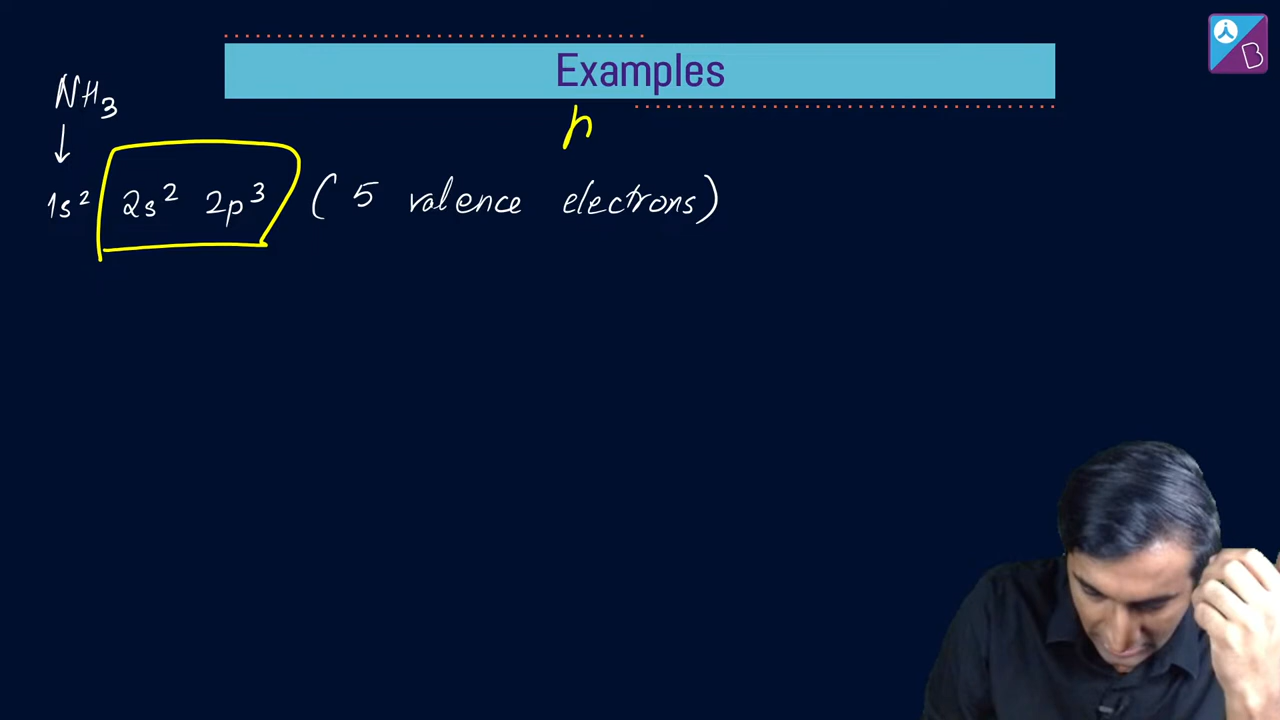 Examples
NH₃
h
↓
1s² 2s² 2p³ (5 valence electrons)
B